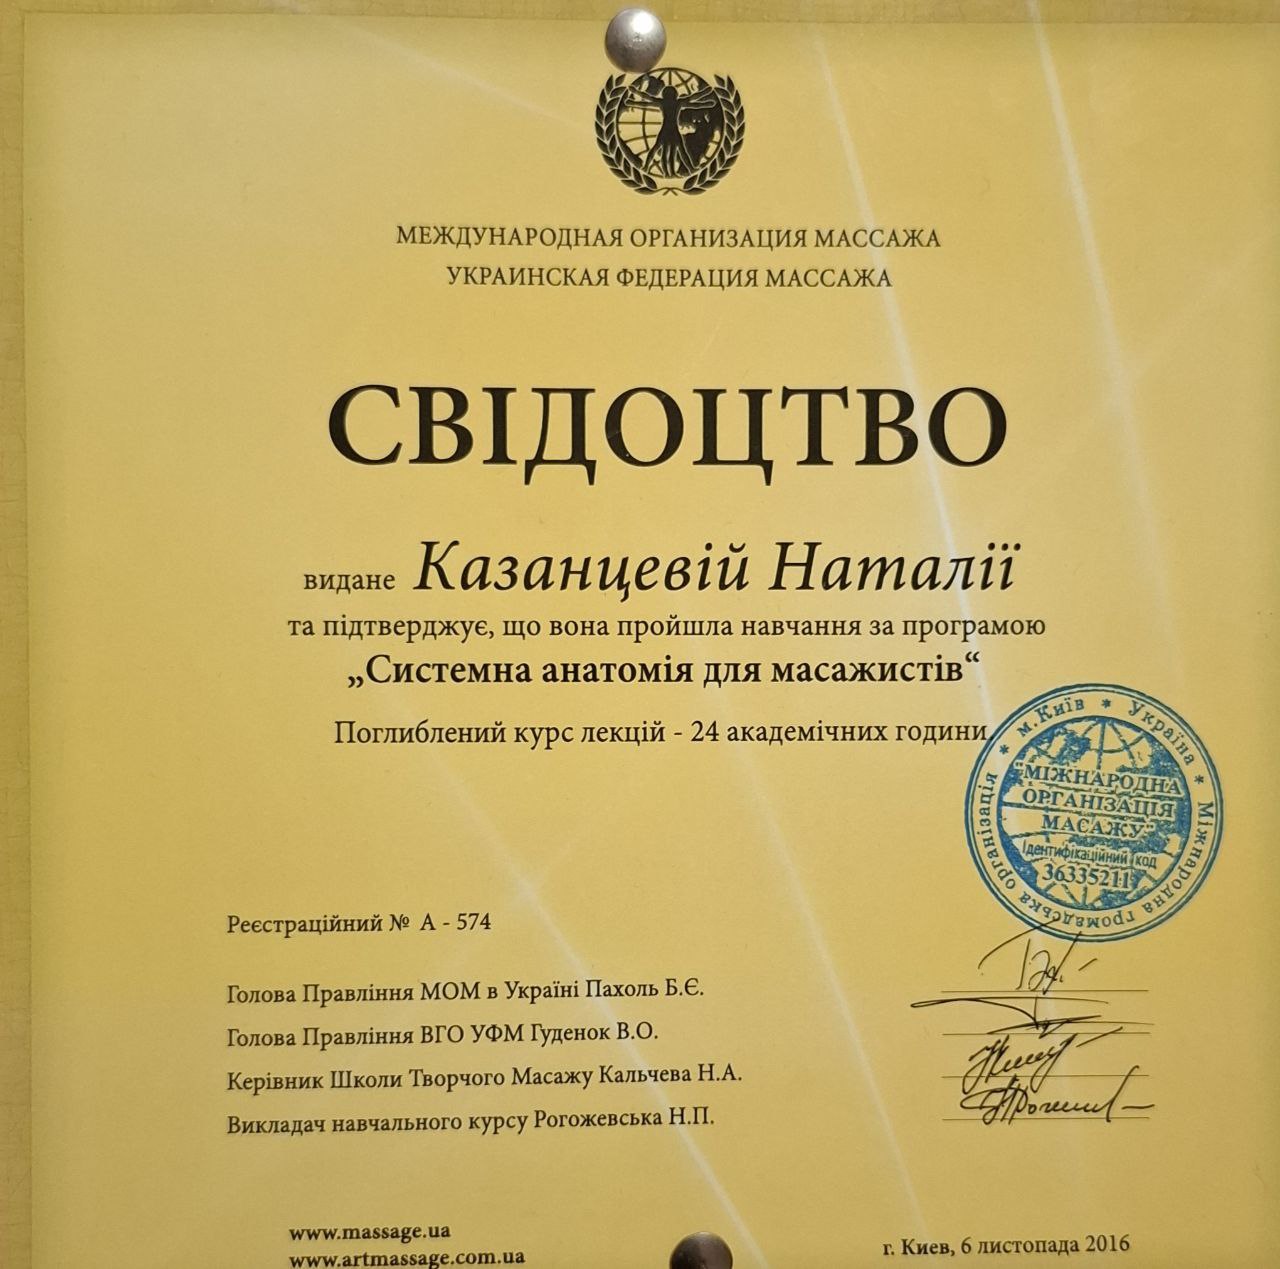 МЕЖДУНАРОДНАЯ ОРГАНИЗАЦИЯ МАССАЖА
УКРАИНСКАЯ ФЕДЕРАЦИЯ МАССАЖА
СВІДОЦТВО
видане Казанцевій Наталії
та підтверджує, що вона пройшла навчання за програмою
„Системна анатомія для масажистів“
Поглиблений курс лекцій - 24 академічних години.
м.Київ * Україна * Міжнародна громадська організація *
"МІЖНАРОДНА
ОРГАНІЗАЦІЯ
МАСАЖУ"
Ідентифікаційний код
36335211
Реєстраційний № А - 574
Голова Правління МОМ в Україні Пахоль Б.Є.
Голова Правління ВГО УФМ Гуденок В.О.
Керівник Школи Творчого Масажу Кальчева Н.А.
Викладач навчального курсу Рогожевська Н.П.
www.massage.ua
www.artmassage.com.ua
г. Киев, 6 листопада 2016